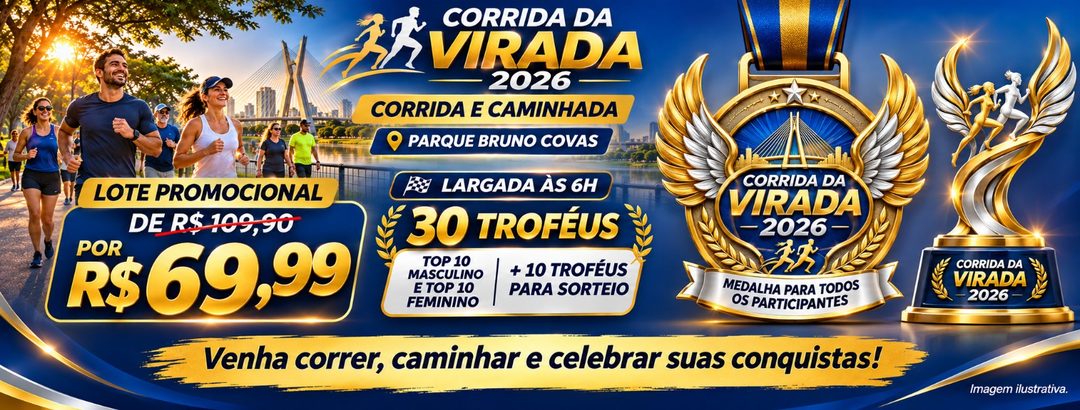 CORRIDA DA
VIRADA
2026
CORRIDA E CAMINHADA
PARQUE BRUNO COVAS
LARGADA ÀS 6H
LOTE PROMOCIONAL
DE R$ 109,90
POR
R$69,99
30 TROFÉUS
TOP 10
MASCULINO
E TOP 10
FEMININO
+ 10 TROFÉUS
PARA SORTEIO
CORRIDA DA
VIRADA
2026
MEDALHA PARA TODOS
OS PARTICIPANTES
CORRIDA DA
VIRADA
2026
Venha correr, caminhar e celebrar suas conquistas!
Imagem ilustrativa.